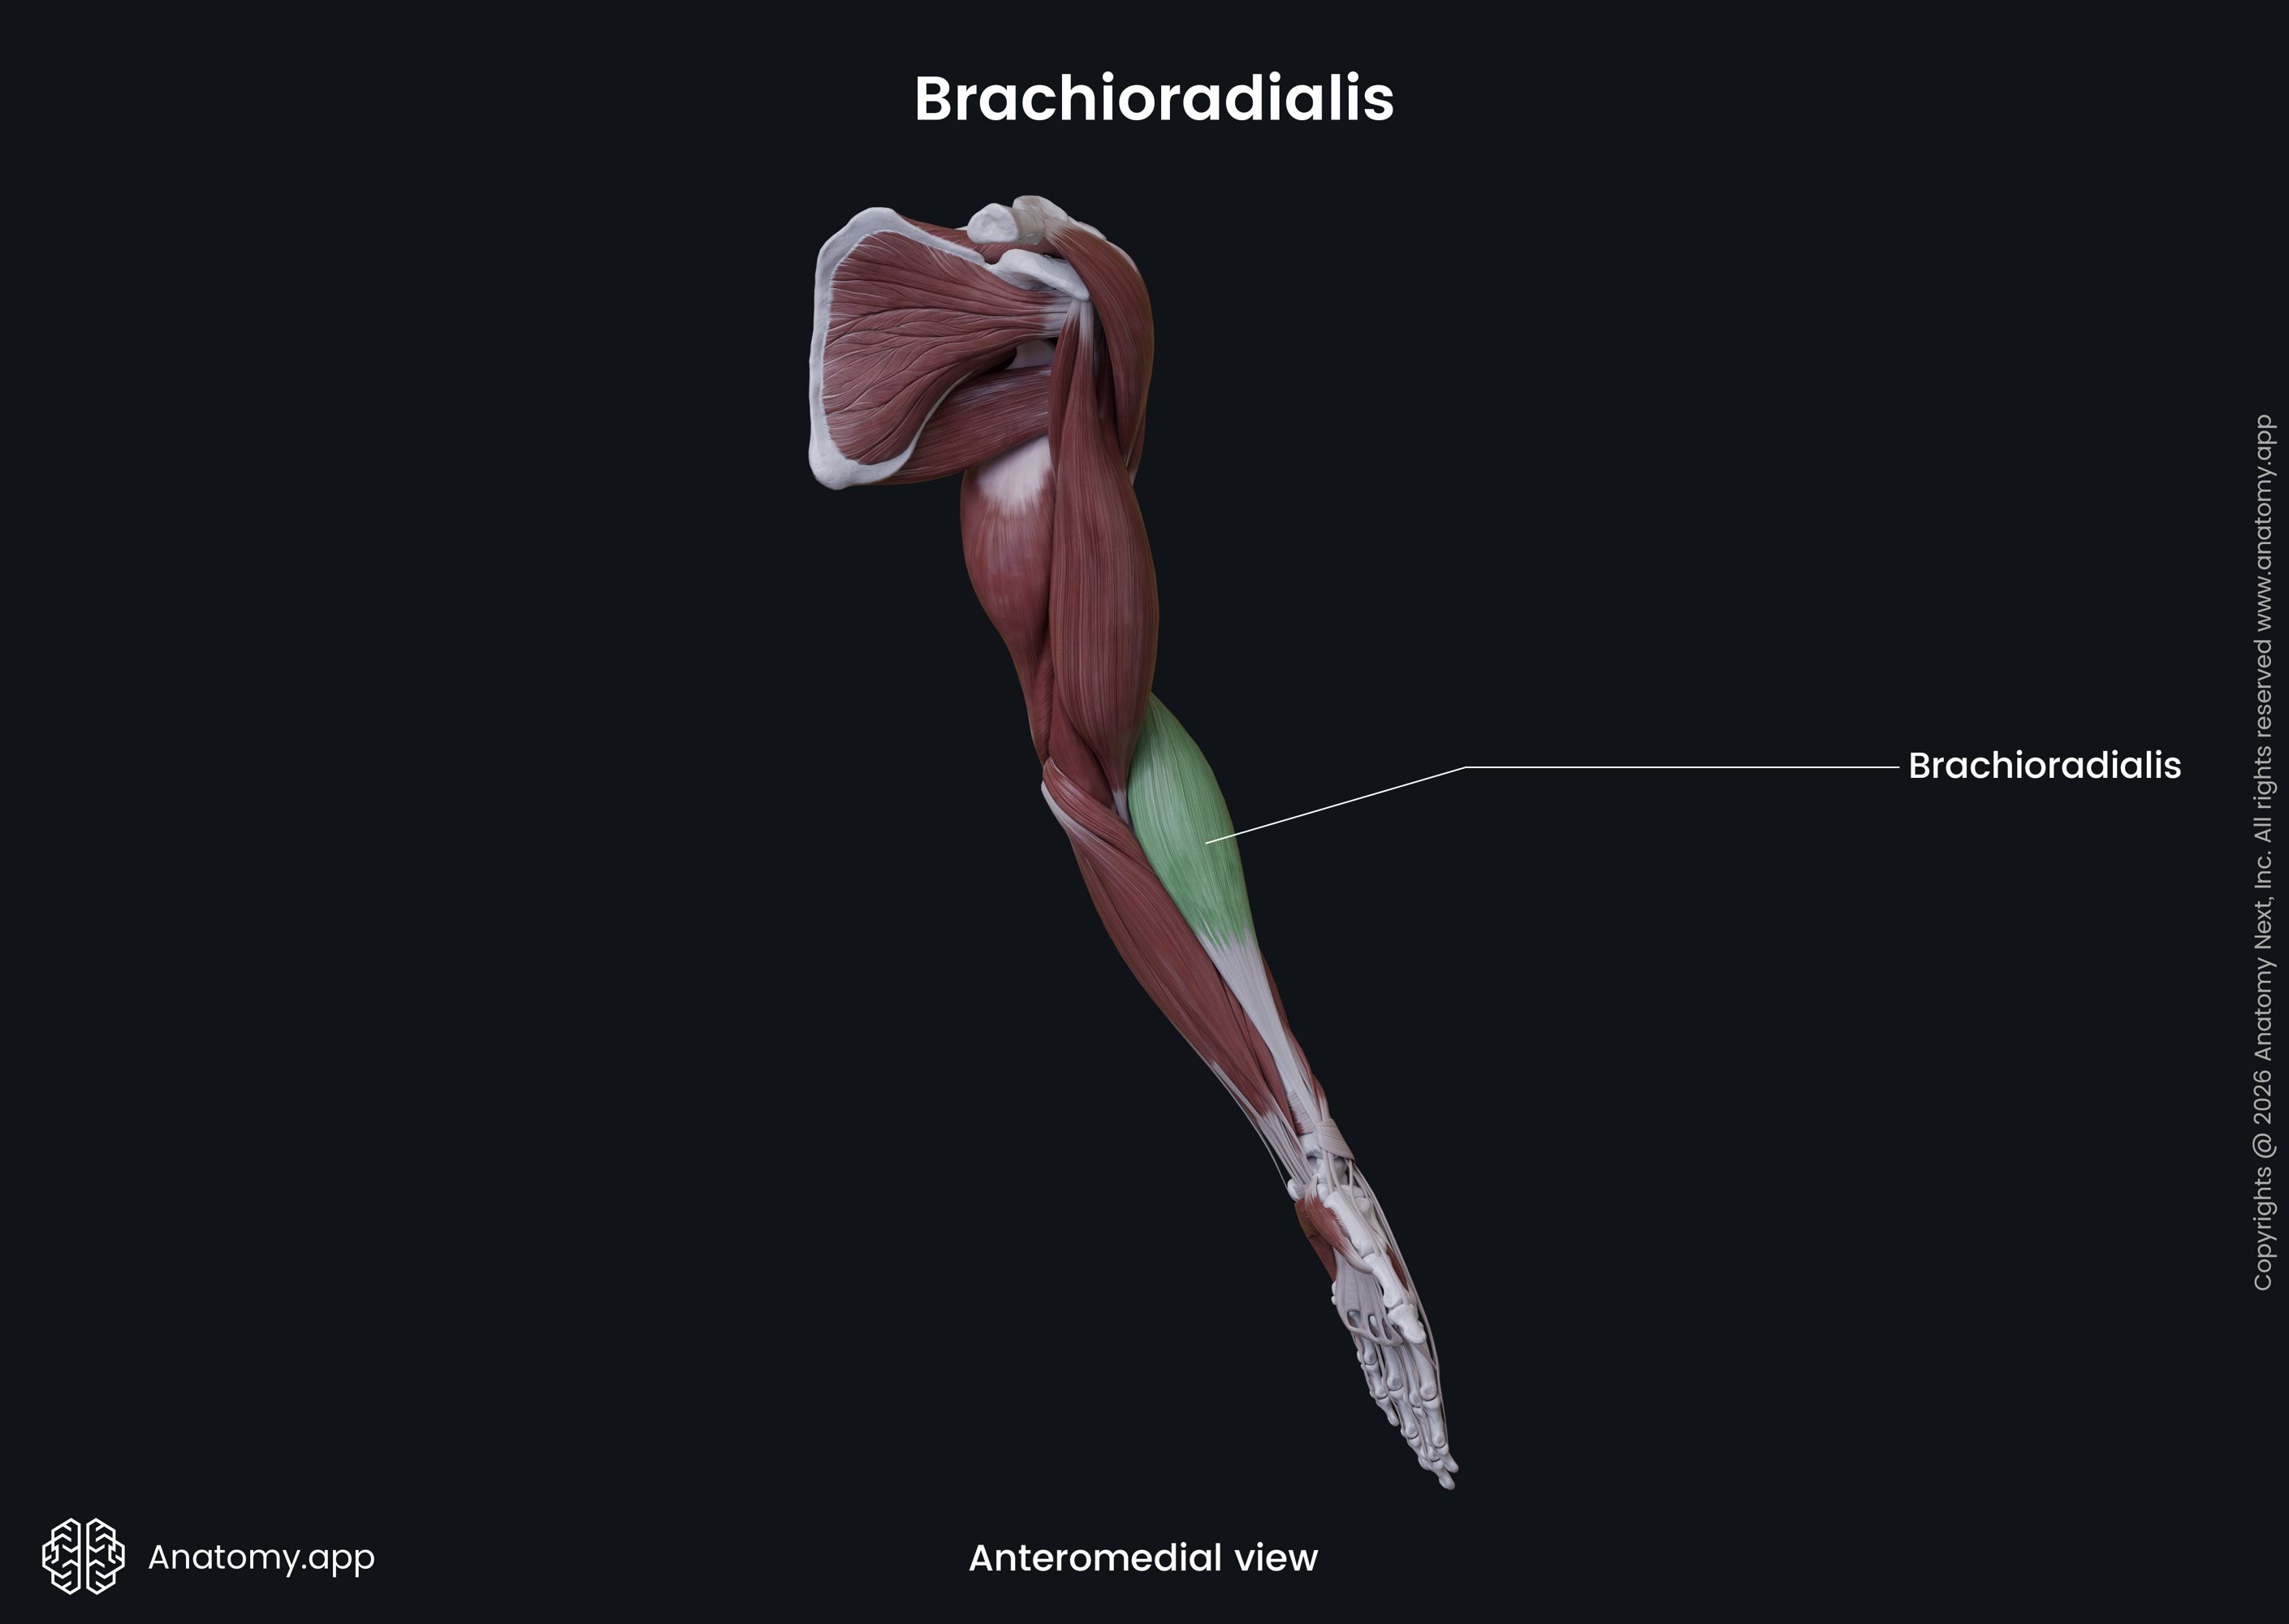 Brachioradialis
Brachioradialis
Copyrights @ 2026 Anatomy Next, Inc. All rights reserved www.anatomy.app
Anatomy.app
Anteromedial view